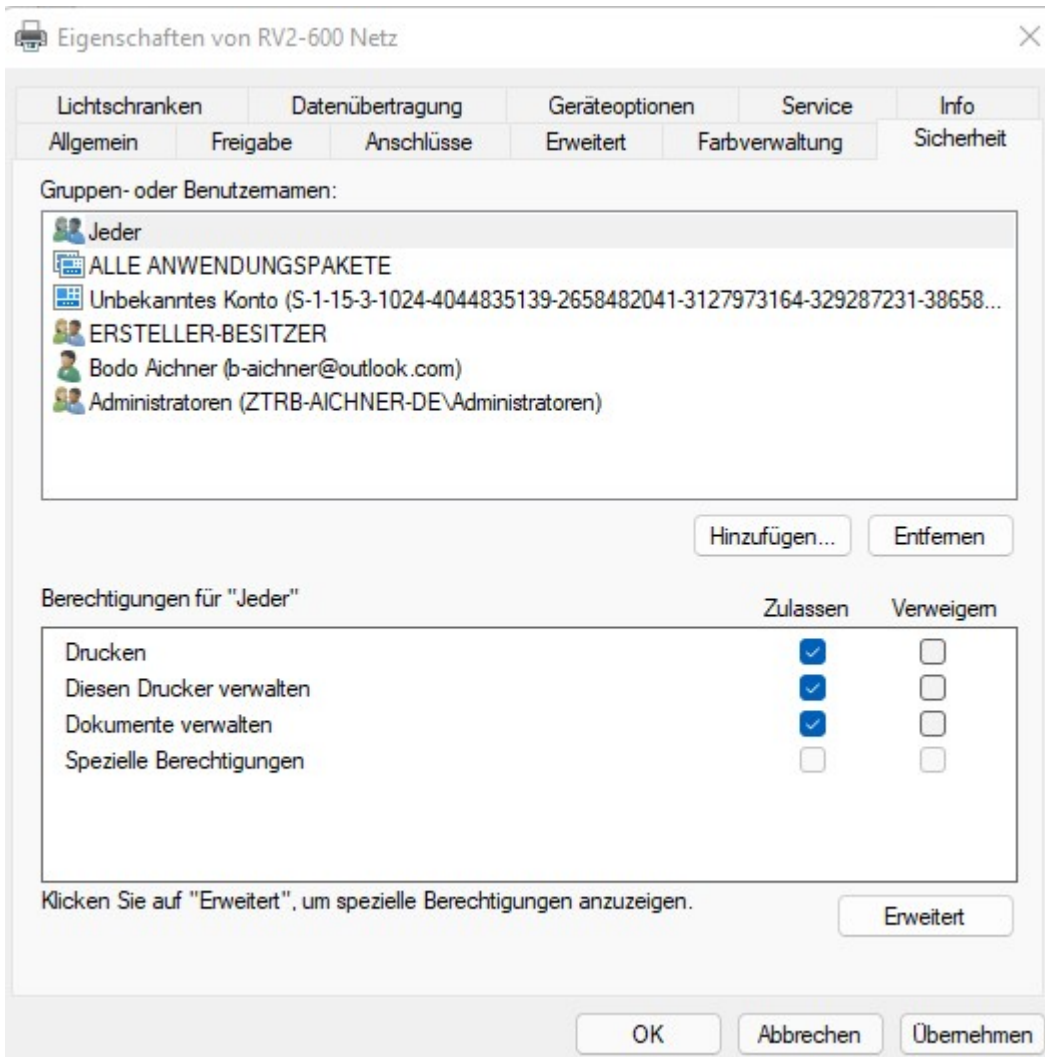 Eigenschaften von RV2-600 Netz
Lichtschranken Datenübertragung Geräteoptionen Service Info
Allgemein Freigabe Anschlüsse Erweitert Farbverwaltung Sicherheit
Gruppen- oder Benutzernamen:
Jeder
ALLE ANWENDUNGSPAKETE
Unbekanntes Konto (S-1-15-3-1024-4044835139-2658482041-3127973164-329287231-38658...
ERSTELLER-BESITZER
Bodo Aichner (b-aichner@outlook.com)
Administratoren (ZTRB-AICHNER-DE\Administratoren)
Hinzufügen... Entfernen
Berechtigungen für "Jeder" Zulassen Verweigern
Drucken
Diesen Drucker verwalten
Dokumente verwalten
Spezielle Berechtigungen
Klicken Sie auf "Erweitert", um spezielle Berechtigungen anzuzeigen.
Erweitert
OK Abbrechen Übernehmen